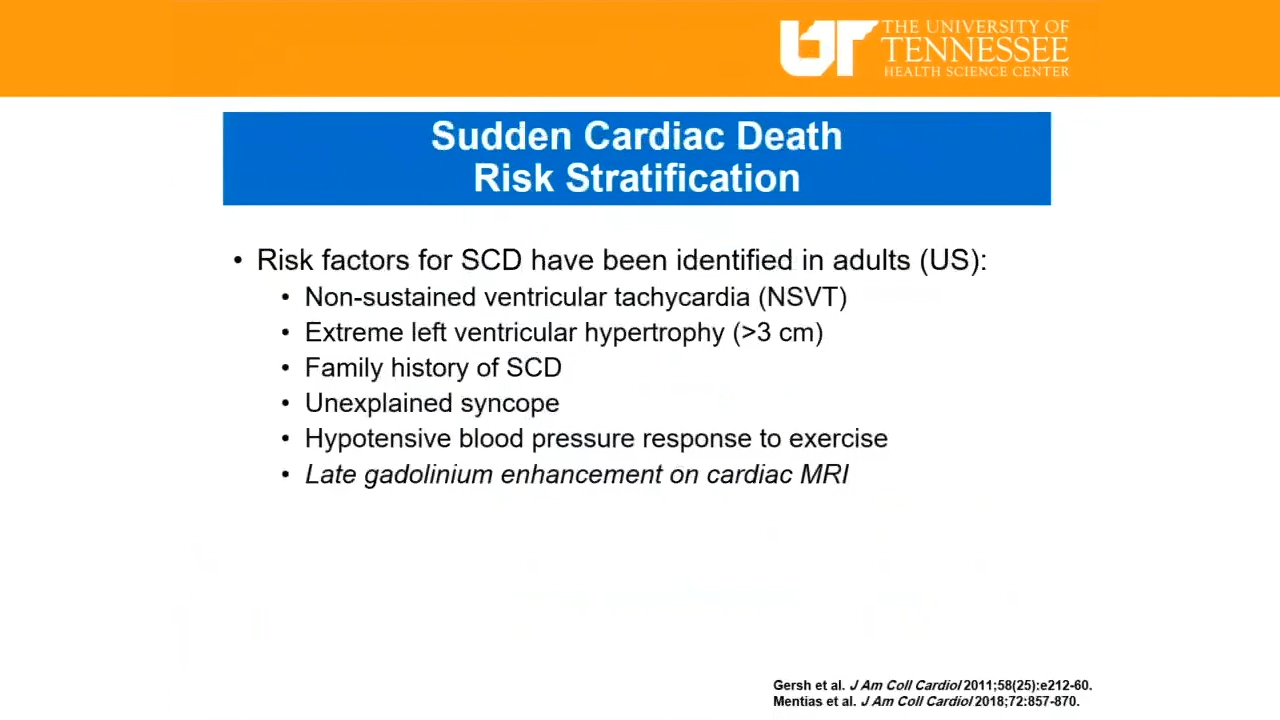 THE UNIVERSITY OF
UT TENNESSEE
HEALTH SCIENCE CENTER
Sudden Cardiac Death
Risk Stratification
• Risk factors for SCD have been identified in adults (US):
• Non-sustained ventricular tachycardia (NSVT)
• Extreme left ventricular hypertrophy (>3 cm)
• Family history of SCD
• Unexplained syncope
• Hypotensive blood pressure response to exercise
• Late gadolinium enhancement on cardiac MRI
Gersh et al. J Am Coll Cardiol 2011;58(25):e212-60.
Mentias et al. J Am Coll Cardiol 2018;72:857-870.